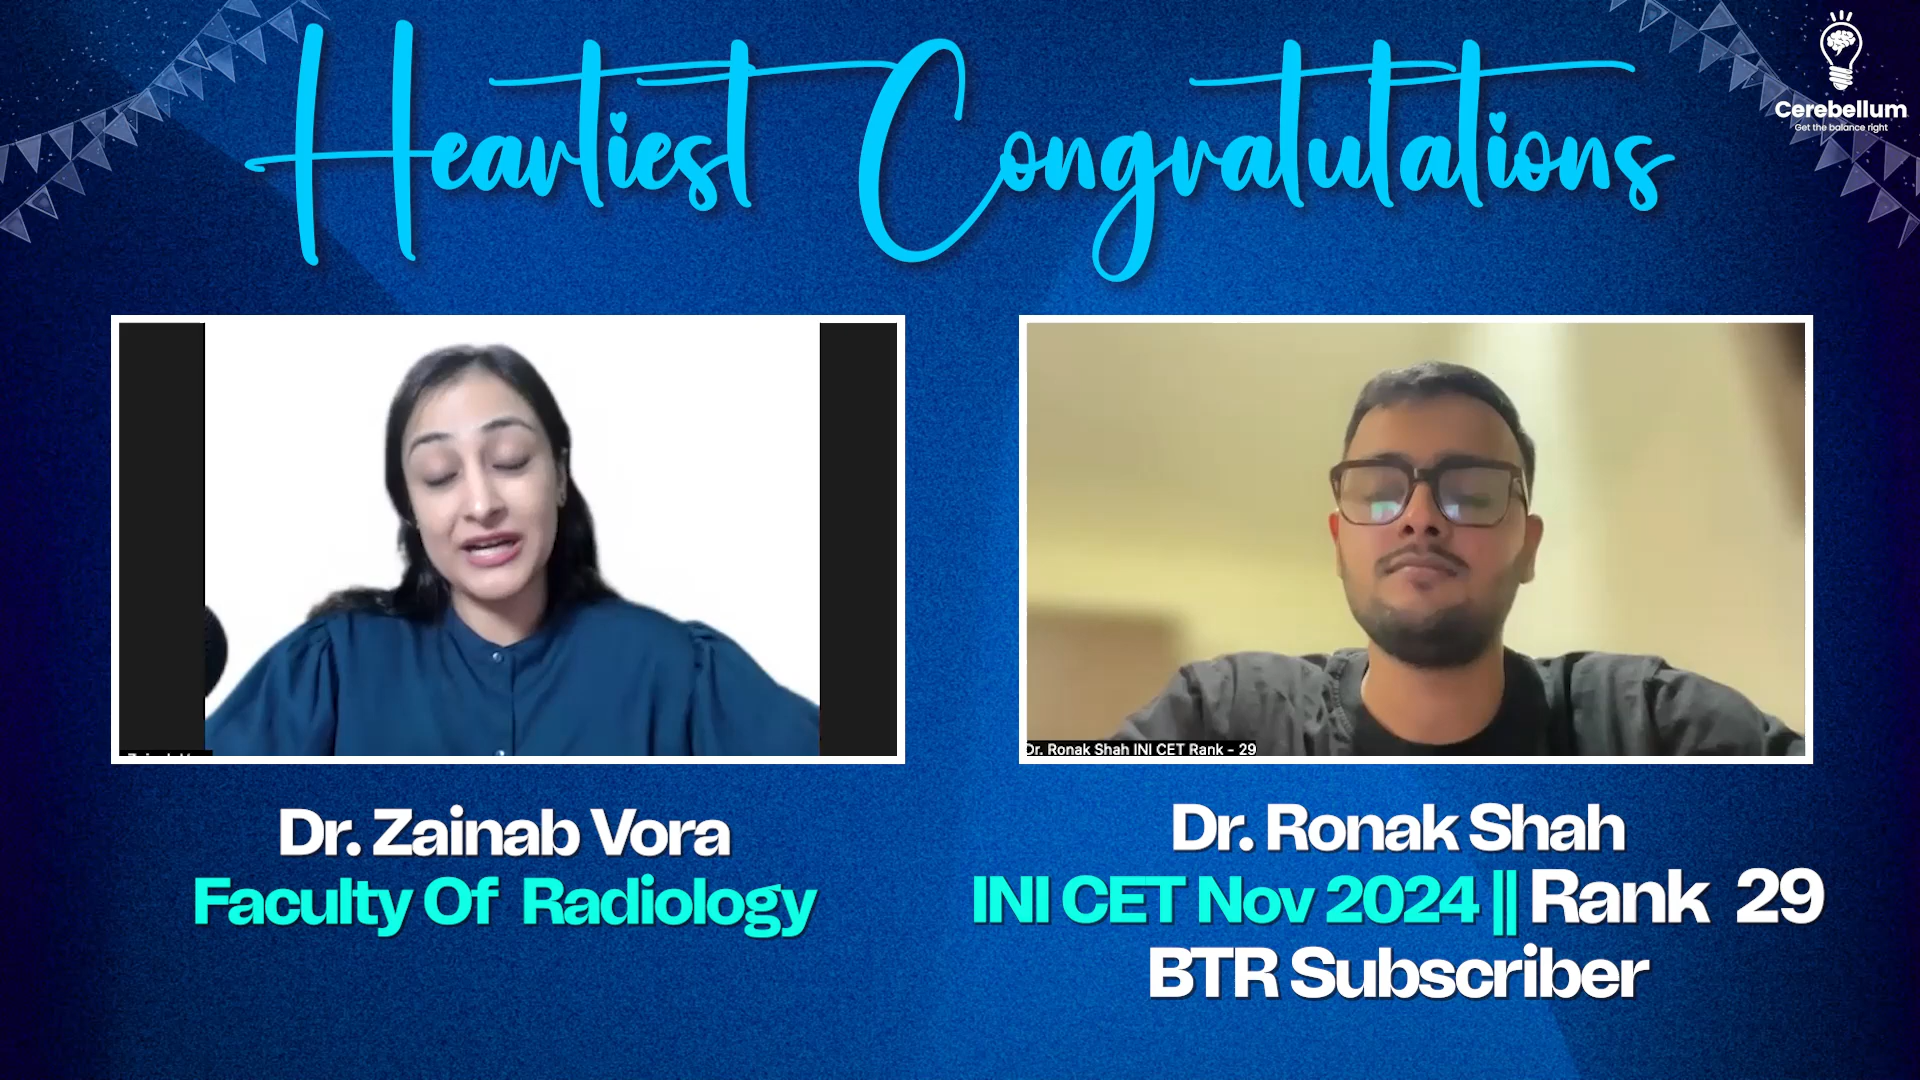 Heartiest Congratulations
Cerebellum
Get the balance right
Dr. Ronak Shah INI CET Rank - 29
Dr. Zainab Vora
Faculty Of Radiology
Dr. Ronak Shah
INI CET Nov 2024 || Rank 29
BTR Subscriber